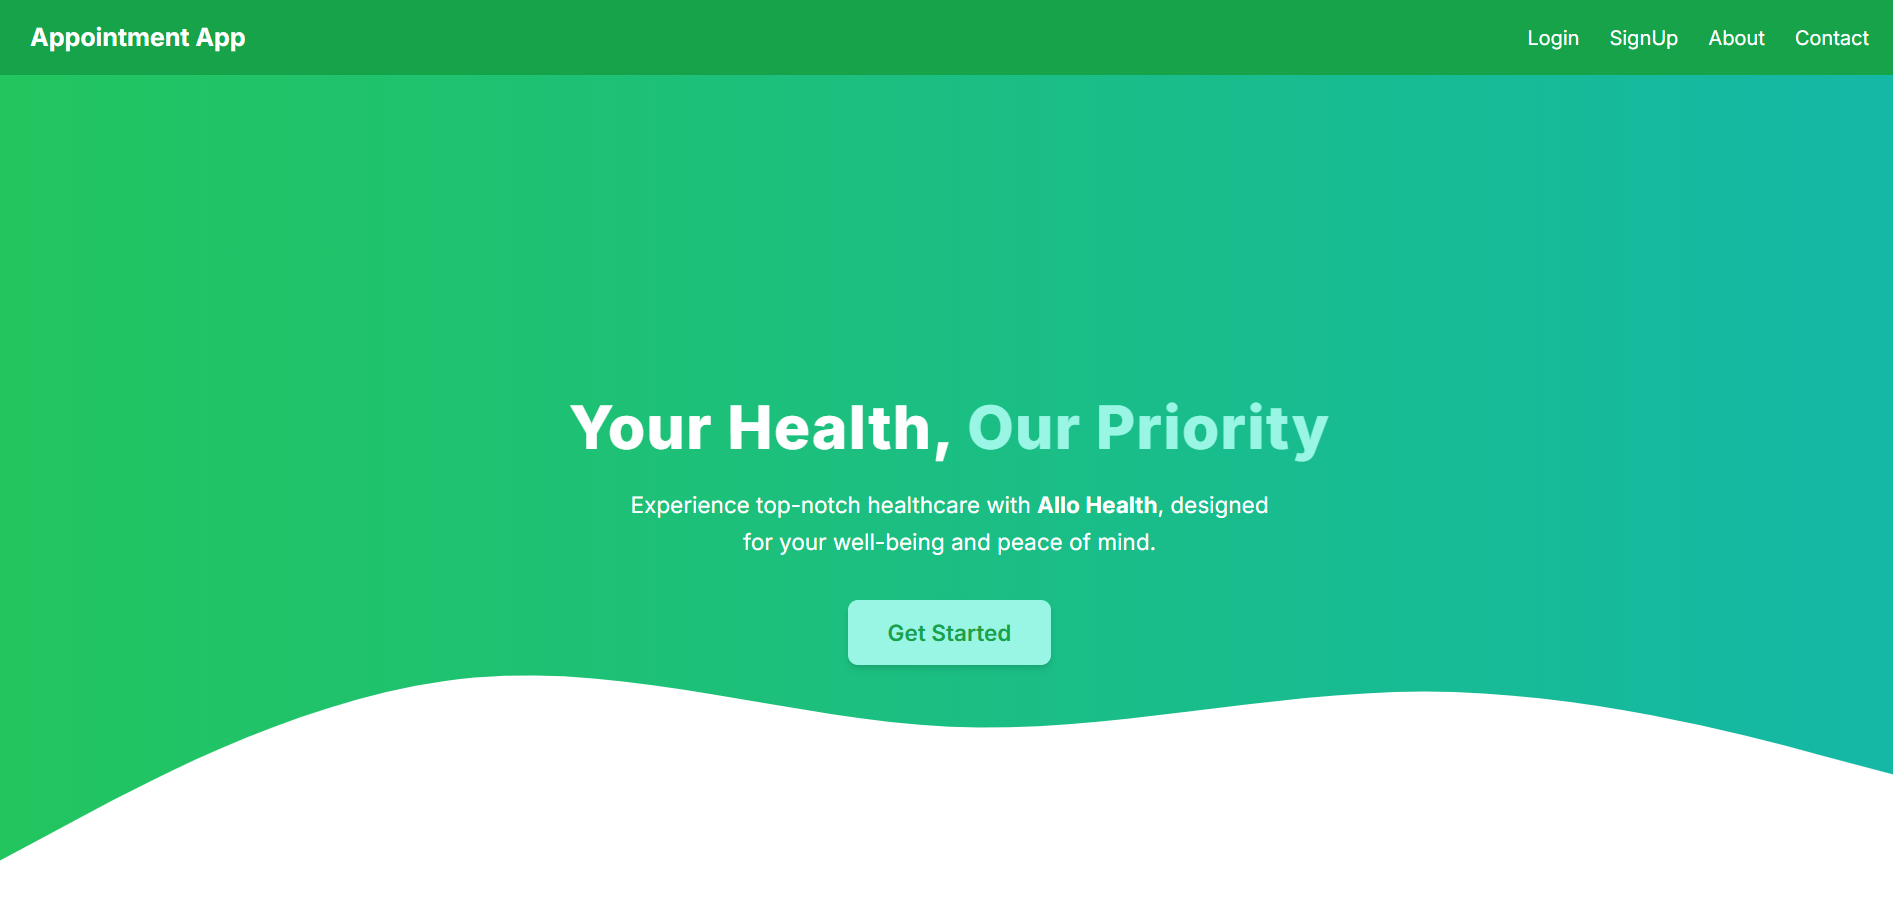 Appointment App
Login SignUp About Contact
Your Health, Our Priority
Experience top-notch healthcare with Allo Health, designed
for your well-being and peace of mind.
Get Started